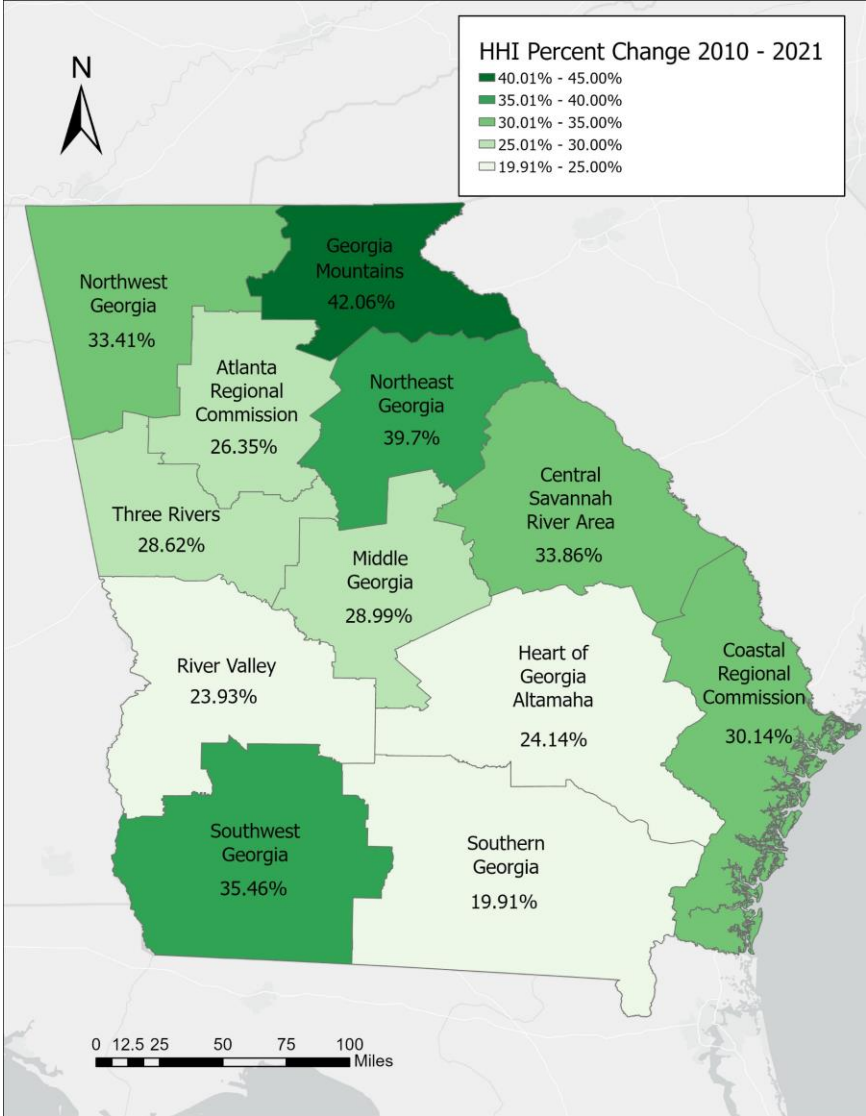 HHI Percent Change 2010 - 2021
40.01% - 45.00%
35.01% - 40.00%
30.01% - 35.00%
25.01% - 30.00%
19.91% - 25.00%
N
Georgia
Mountains
42.06%
Northwest
Georgia
33.41%
Atlanta
Regional
Commission
26.35%
Northeast
Georgia
39.7%
Central
Savannah
River Area
33.86%
Three Rivers
28.62%
Middle
Georgia
28.99%
River Valley
23.93%
Heart of
Georgia
Altamaha
24.14%
Coastal
Regional
Commission
30.14%
Southwest
Georgia
35.46%
Southern
Georgia
19.91%
0 12.5 25 50 75 100
Miles